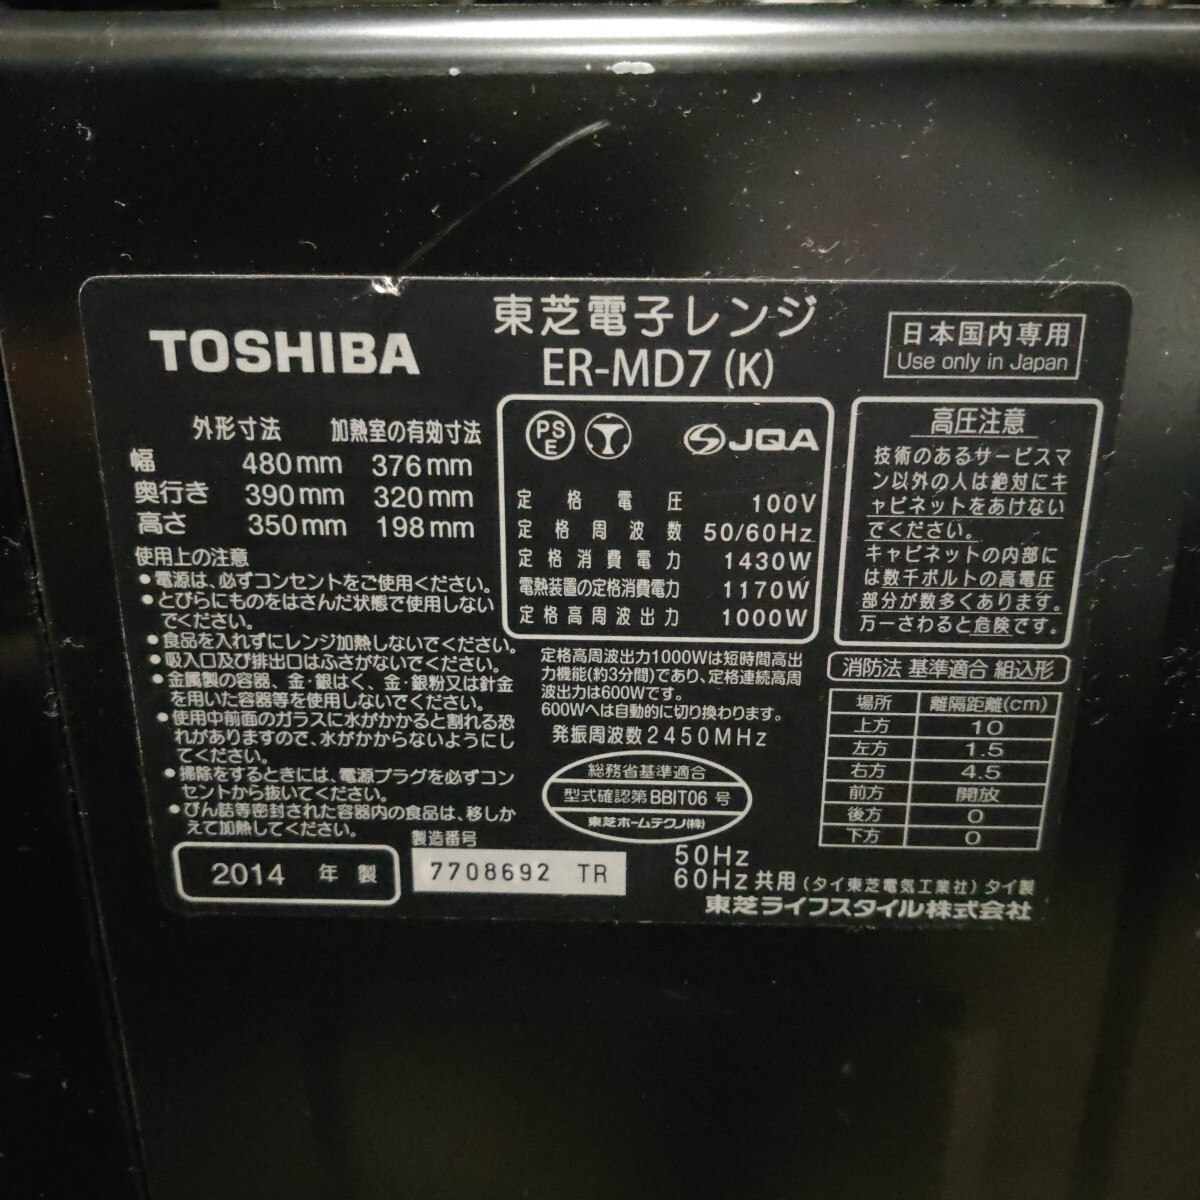 TOSHIBA
東芝電子レンジ
ER-MD7 (K)
日本国内専用
Use only in Japan
外形寸法 加熱室の有効寸法
幅 480mm 376mm
奥行き 390mm 320mm
高さ 350mm 198mm
使用上の注意
●電源は、必ずコンセントをご使用ください。
●とびらにものをはさんだ状態で使用しない
でください。
●食品を入れずにレンジ加熱しないでください。
●吸入口及び排出口はふさがないでください。
●金属製の容器、金・銀はく、金・銀粉又は針金
を用いた容器等を使用しないでください。
●使用中前面のガラスに水がかかると割れる恐
れがありますので、水がかからないようにし
てください。
●掃除をするときには、電源プラグを必ずコン
セントから抜いてください。
●びん詰等密封された容器内の食品は、移しか
えて加熱してください。
2014 年 製
製造番号
7708692 TR
PS
E
JQA
定格電圧 100V
定格周波数 50/60Hz
定格消費電力 1430W
電熱装置の定格消費電力 1170W
定格高周波出力 1000W
定格高周波出力1000Wは短時間高出
力機能(約3分間)であり、定格連続高周
波出力は600Wです。
600Wへは自動的に切り換わります。
発振周波数2450MHz
総務省基準適合
型式確認第BBIT06号
東芝ホームテクノ(株)
高圧注意
技術のあるサービスマ
ン以外の人は絶対にキ
ャビネットをあけない
でください。
キャビネットの内部に
は数千ボルトの高電圧
部分が数多くあります。
万一さわると危険です。
消防法 基準適合 組込形
場所 離隔距離(cm)
上方 10
左方 1.5
右方 4.5
前方 開放
後方 0
下方 0
50Hz
60Hz共用(タイ東芝電気工業社)タイ製
東芝ライフスタイル株式会社